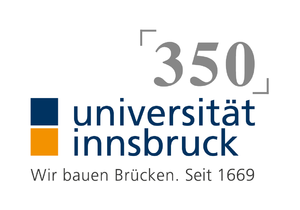 350
universität
innsbruck
Wir bauen Brücken. Seit 1669